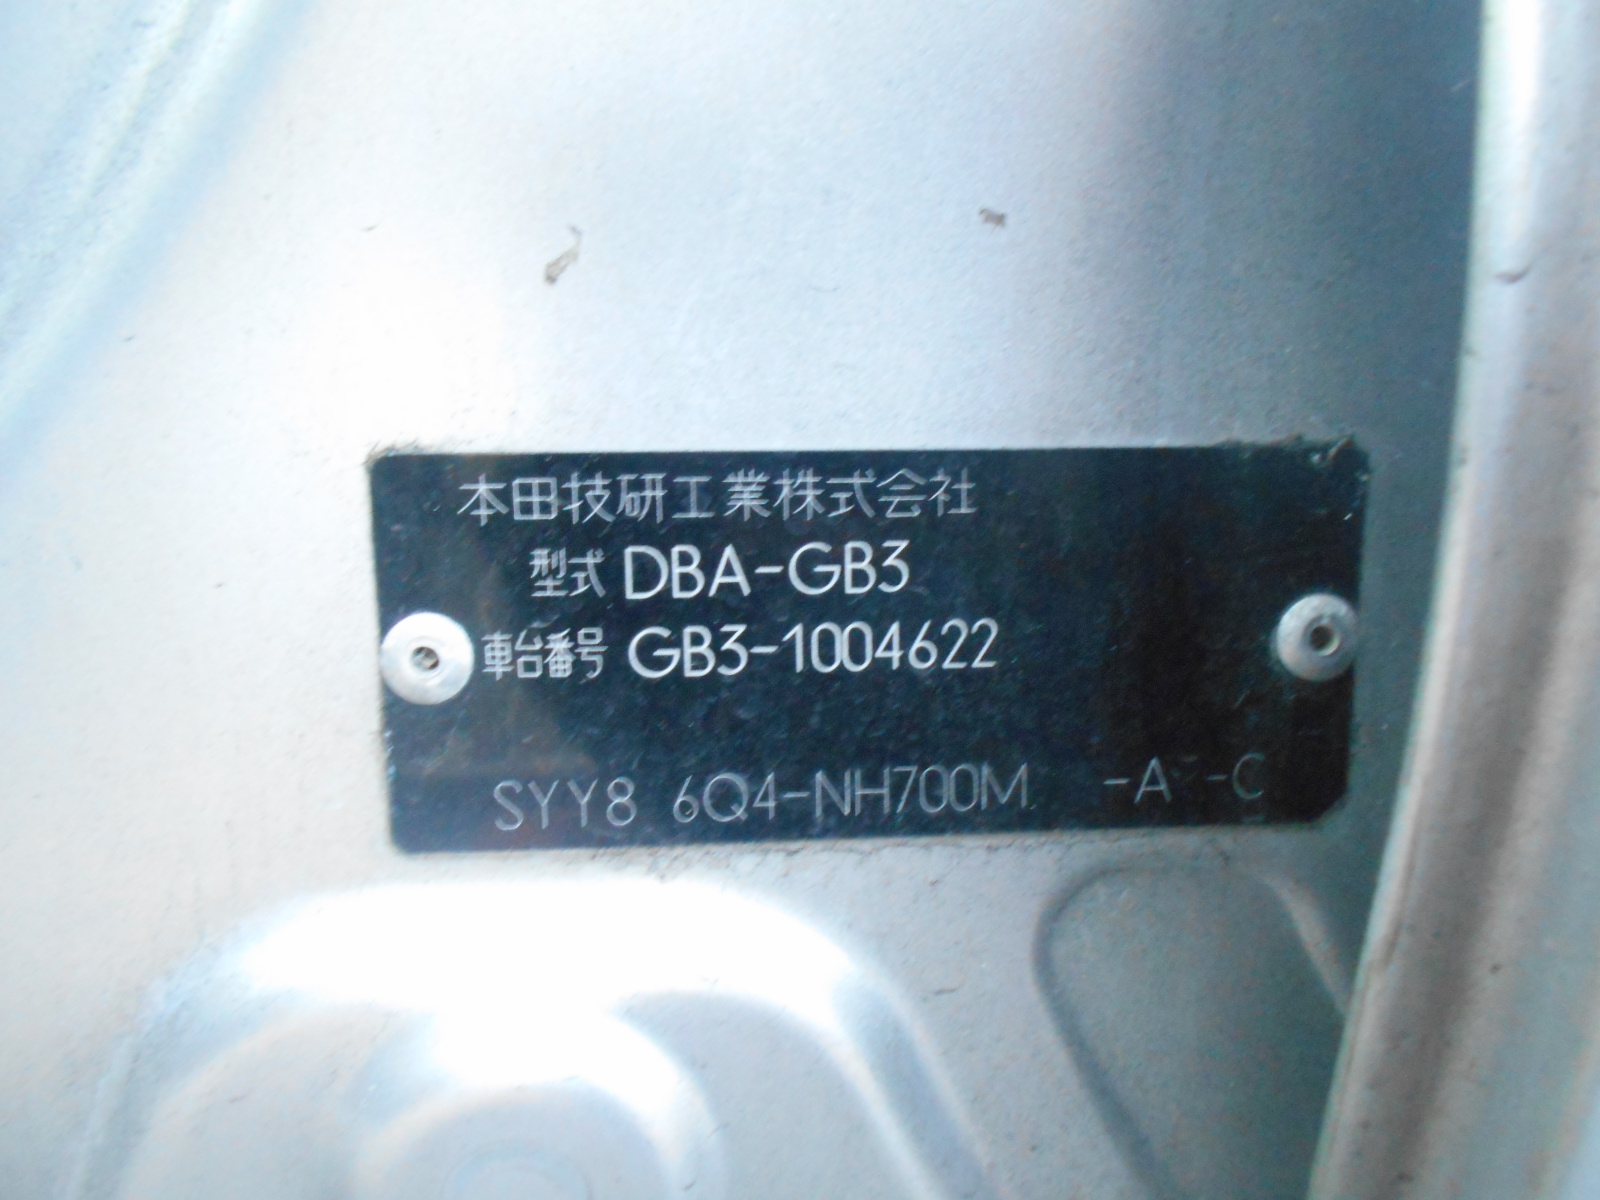 本田技研工業株式会社
型式 DBA-GB3
車台番号 GB3-1004622
SYY8 6Q4-NH700M -A -C